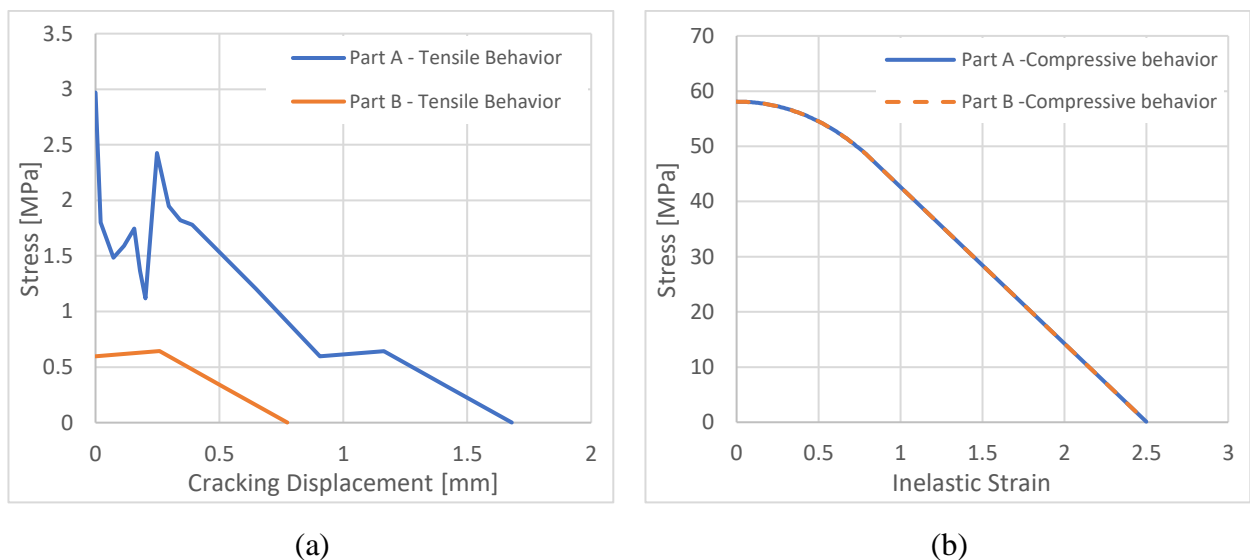 Part A - Tensile Behavior
Part B - Tensile Behavior
Stress [MPa]
3.5
3
2.5
2
1.5
1
0.5
0
0
0.5
1
1.5
2
Cracking Displacement [mm]
(a)
Part A -Compressive behavior
Part B -Compressive behavior
Stress [MPa]
70
60
50
40
30
20
10
0
0
0.5
1
1.5
2
2.5
3
Inelastic Strain
(b)